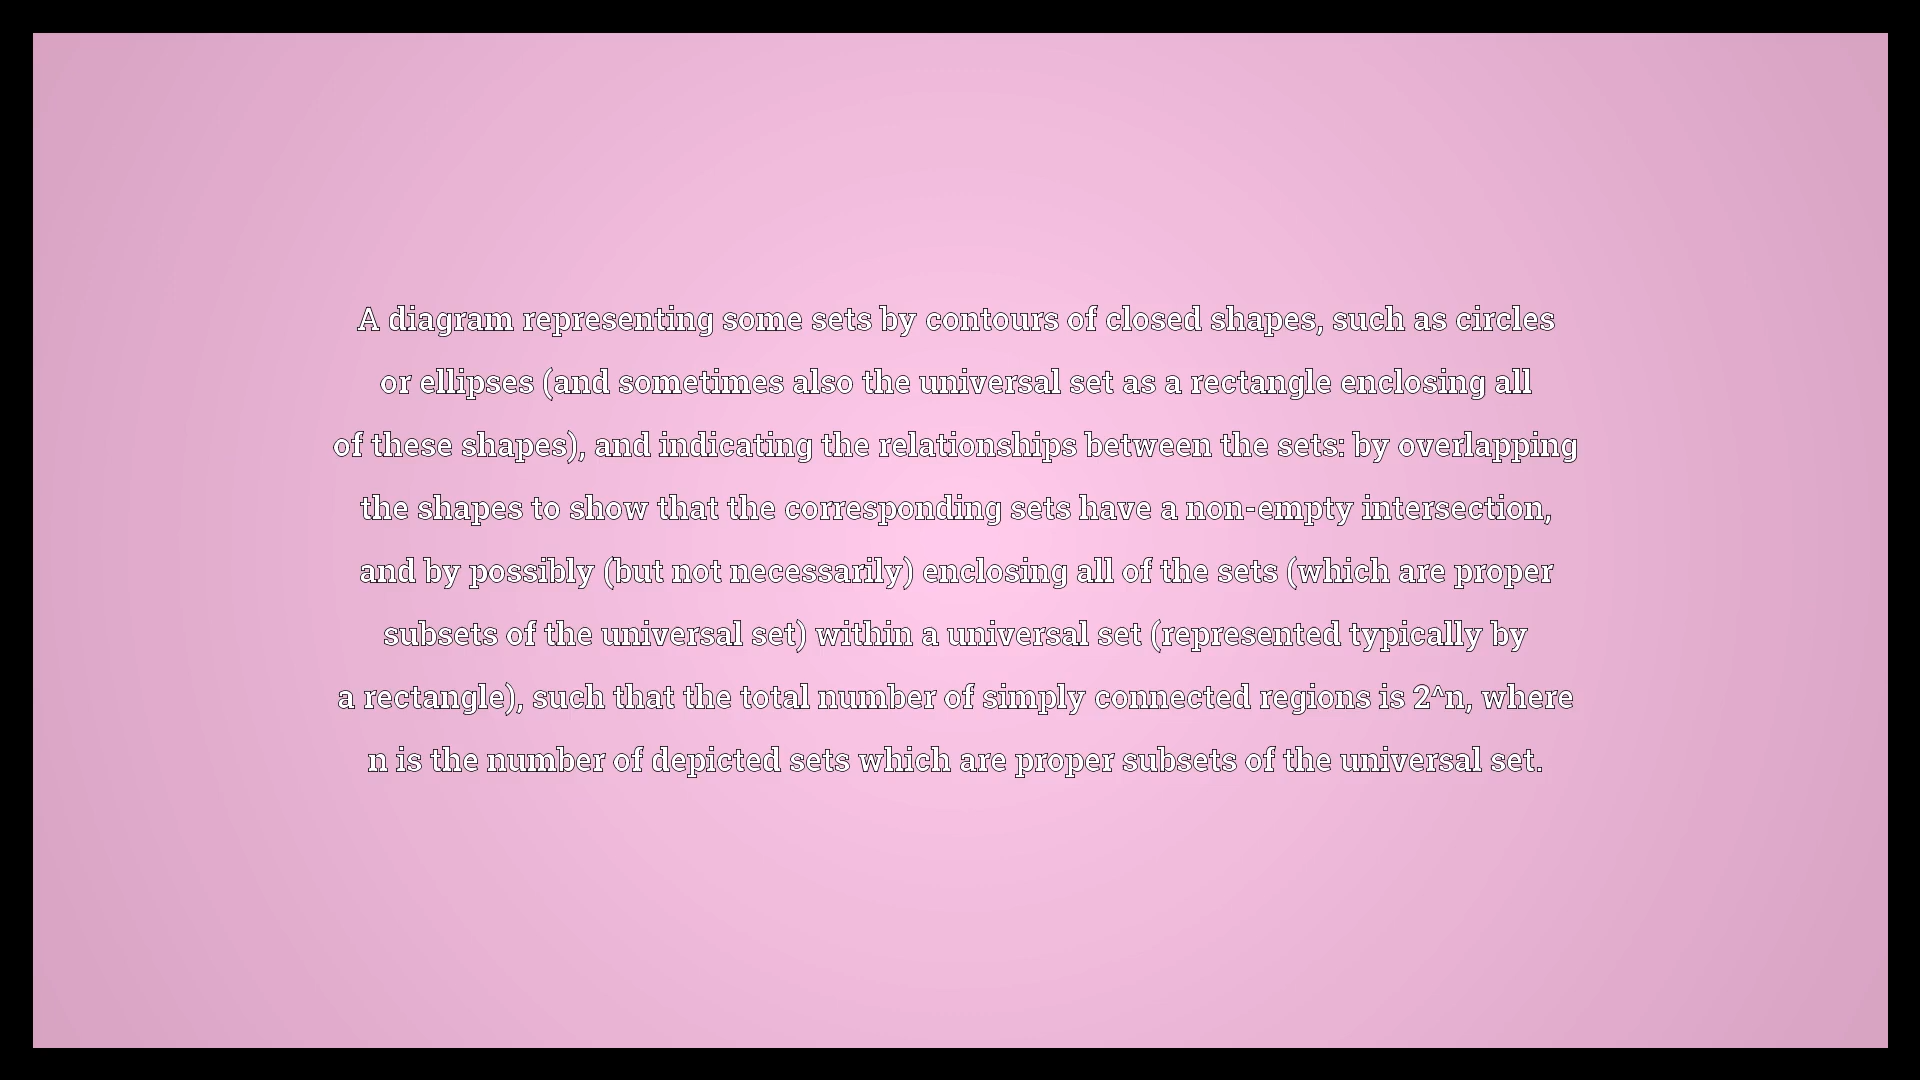 A diagram representing some sets by contours of closed shapes, such as circles
or ellipses (and sometimes also the universal set as a rectangle enclosing all
of these shapes), and indicating the relationships between the sets: by overlapping
the shapes to show that the corresponding sets have a non-empty intersection,
and by possibly (but not necessarily) enclosing all of the sets (which are proper
subsets of the universal set) within a universal set (represented typically by
a rectangle), such that the total number of simply connected regions is 2^n, where
n is the number of depicted sets which are proper subsets of the universal set.